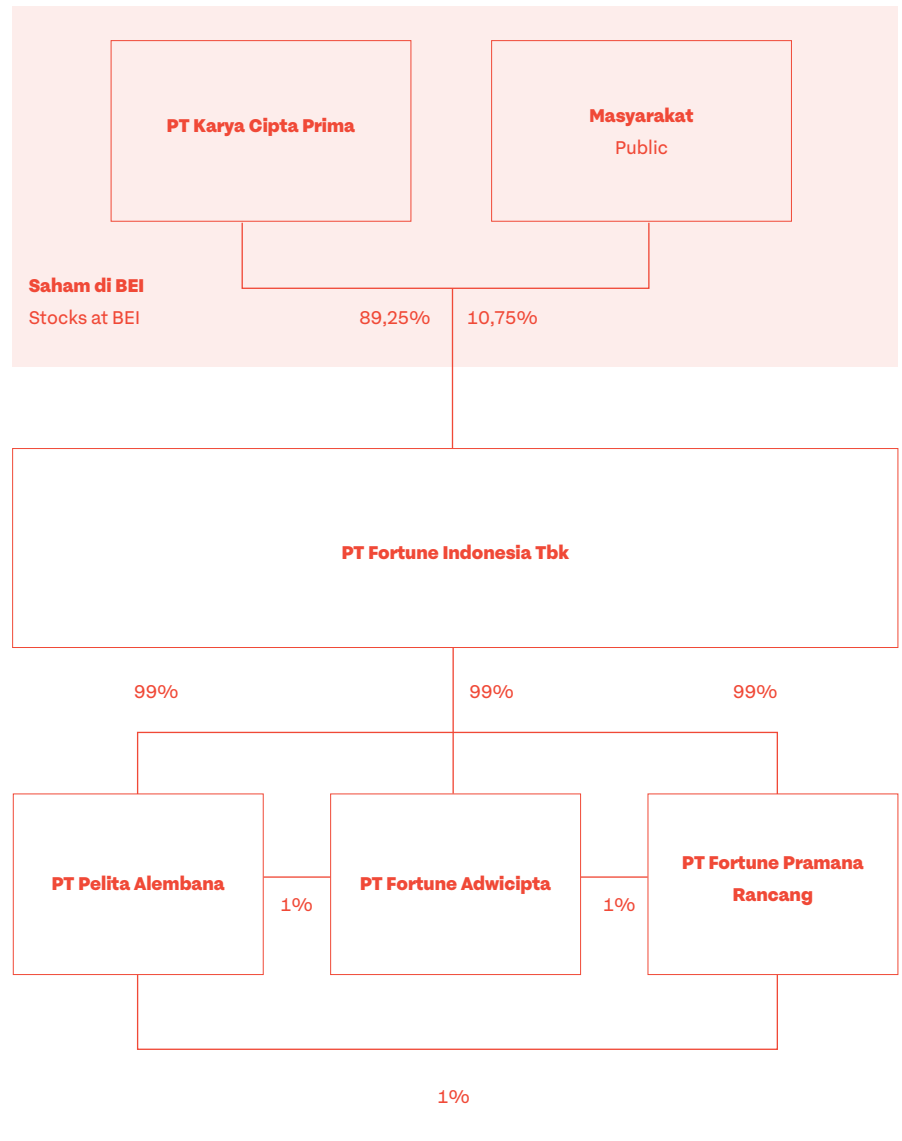 PT Karya Cipta Prima
Masyarakat
Public
Saham di BEI
Stocks at BEI
89,25%
10,75%
PT Fortune Indonesia Tbk
99%
99%
99%
PT Pelita Alembana
PT Fortune Adwicipta
PT Fortune Pramana
Rancang
1%
1%
1%